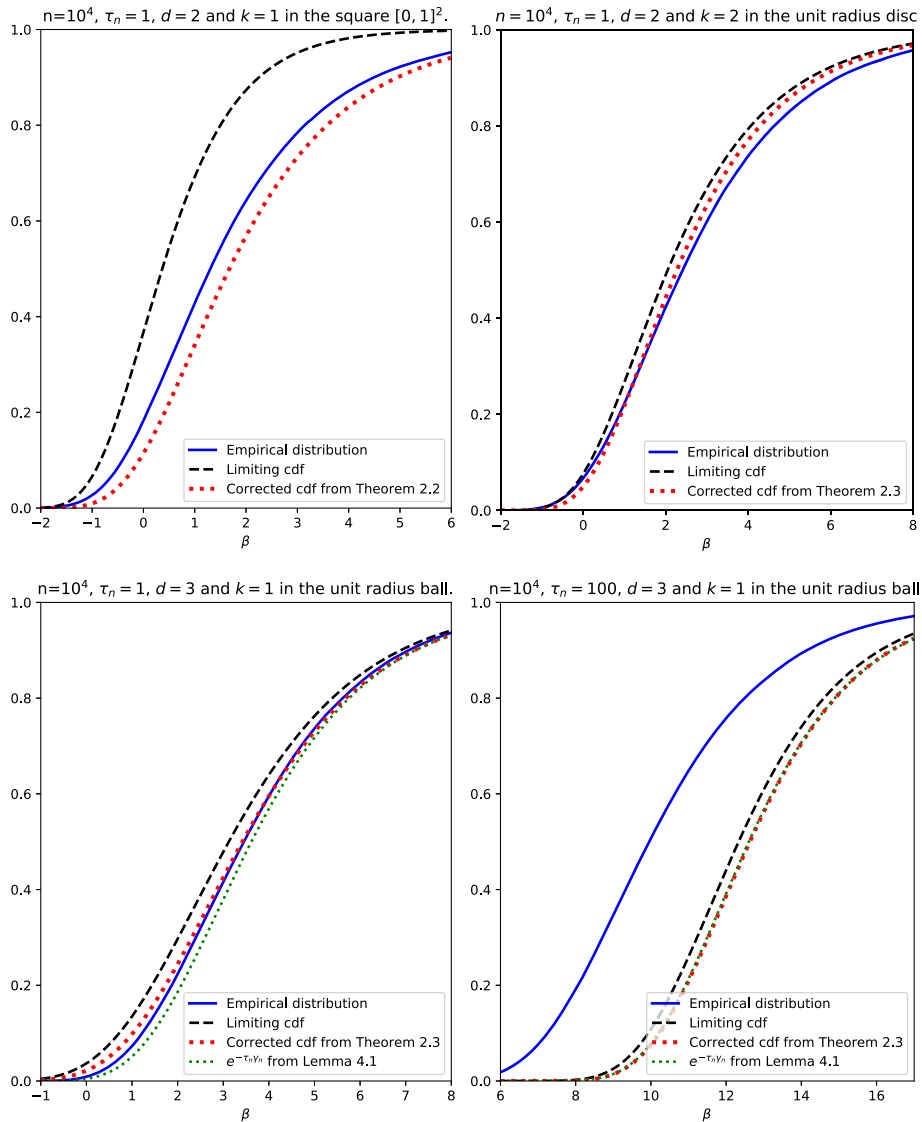 n=10⁴, τₙ = 1, d = 2 and k = 1 in the square [0, 1]².
1.0
0.8
0.6
0.4
0.2
0.0
−2 −1 0 1 2 3 4 5 6
β
Empirical distribution
Limiting cdf
Corrected cdf from Theorem 2.2
n = 10⁴, τₙ = 1, d = 2 and k = 2 in the unit radius disc
1.0
0.8
0.6
0.4
0.2
0.0
−2 0 2 4 6 8
β
Empirical distribution
Limiting cdf
Corrected cdf from Theorem 2.3
n=10⁴, τₙ = 1, d = 3 and k = 1 in the unit radius ball.
1.0
0.8
0.6
0.4
0.2
0.0
−1 0 1 2 3 4 5 6 7 8
β
Empirical distribution
Limiting cdf
Corrected cdf from Theorem 2.3
e^{−τₙγₙ} from Lemma 4.1
n=10⁴, τₙ = 100, d = 3 and k = 1 in the unit radius ball
1.0
0.8
0.6
0.4
0.2
0.0
6 8 10 12 14 16
β
Empirical distribution
Limiting cdf
Corrected cdf from Theorem 2.3
e^{−τₙγₙ} from Lemma 4.1